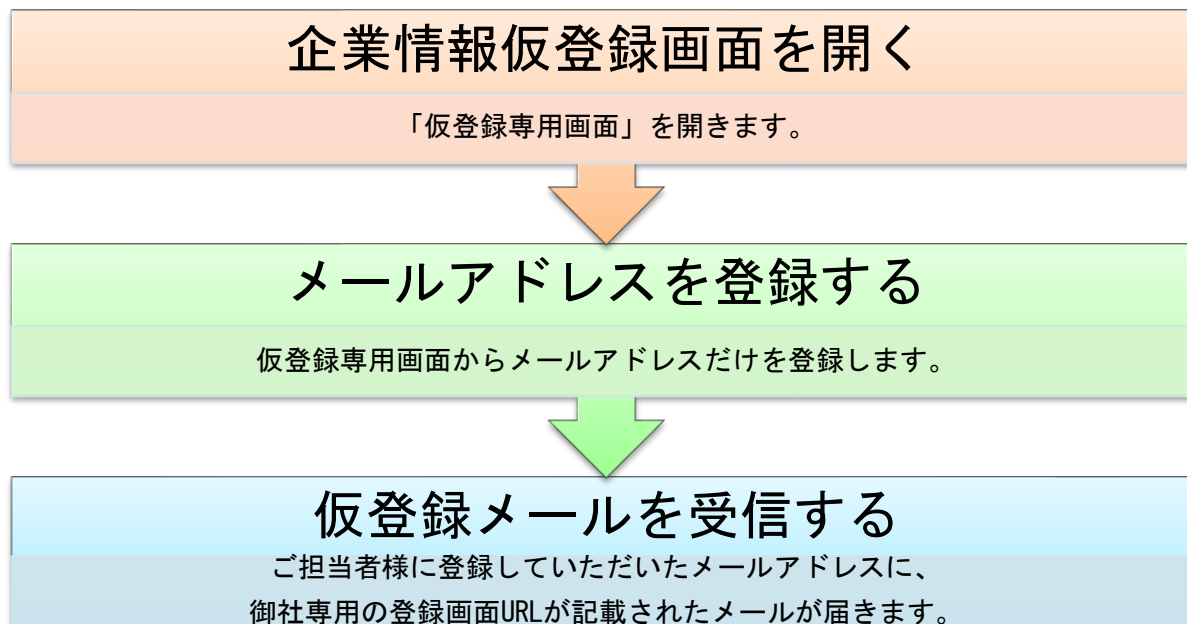 企業情報仮登録画面を開く
「仮登録専用画面」を開きます。
メールアドレスを登録する
仮登録専用画面からメールアドレスだけを登録します。
仮登録メールを受信する
ご担当者様に登録していただいたメールアドレスに、
御社専用の登録画面URLが記載されたメールが届きます。